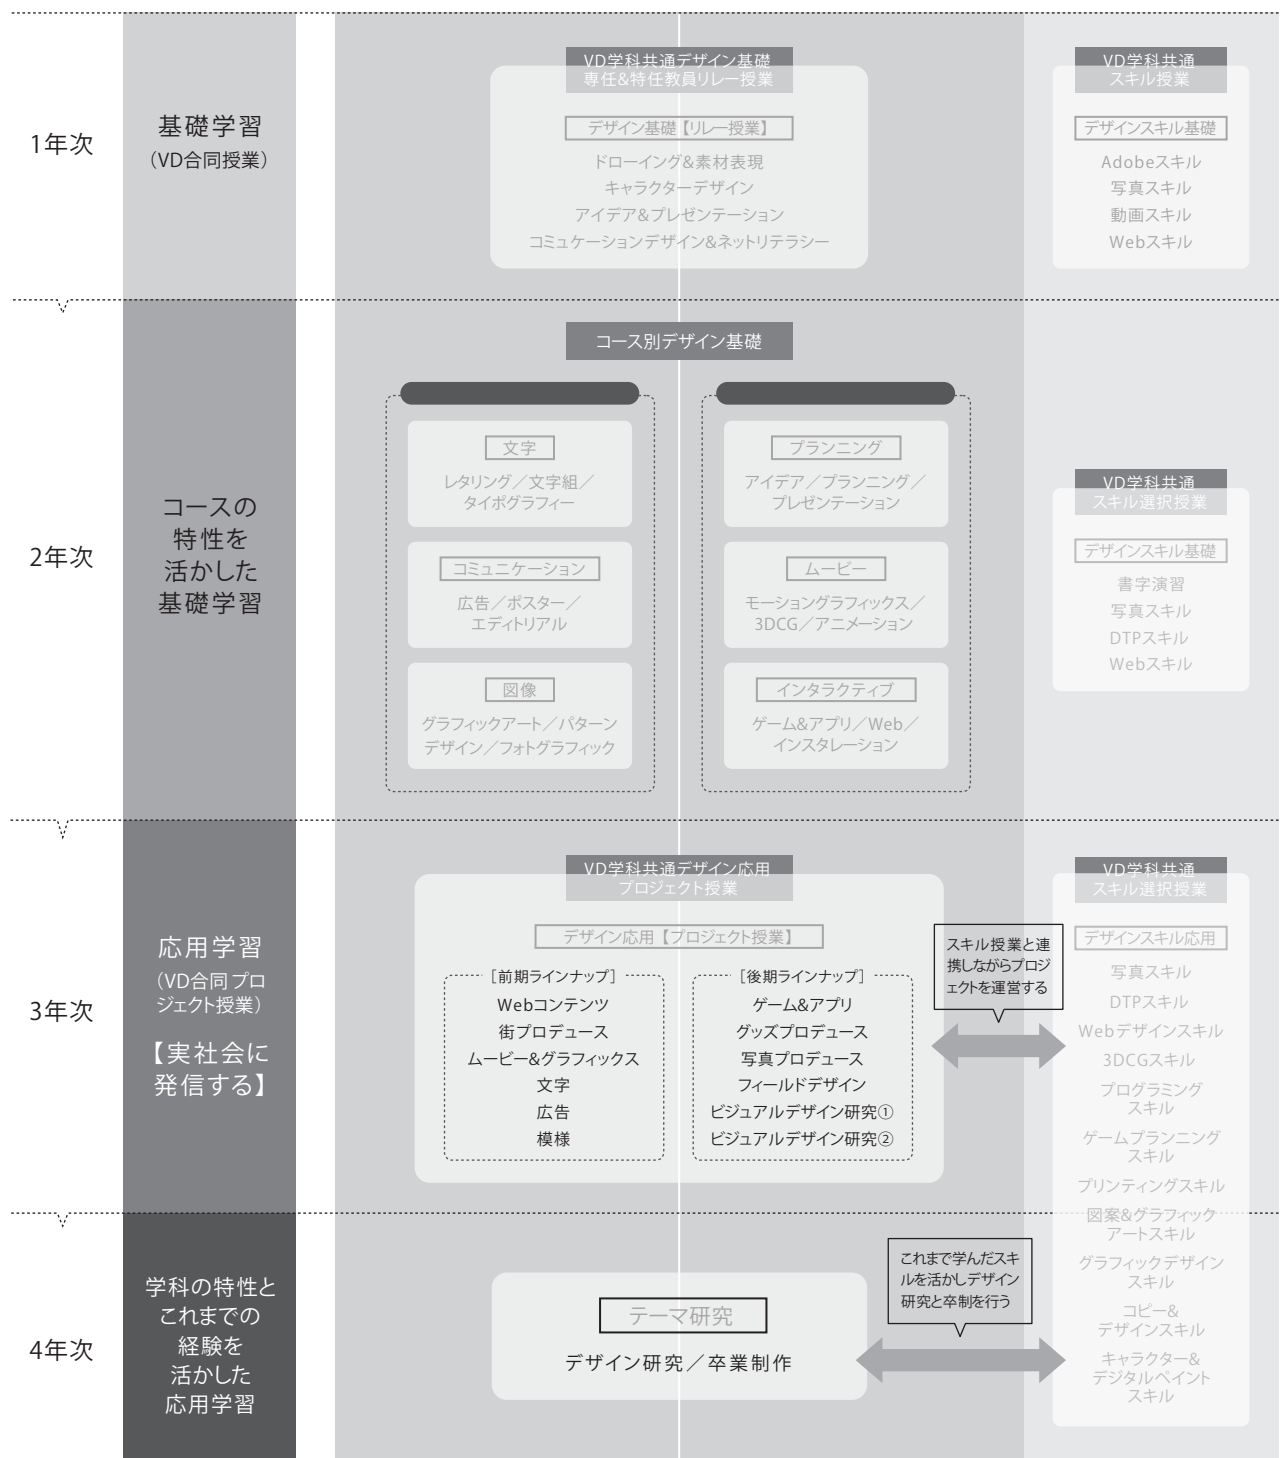 1年次
基礎学習
（VD合同授業）
VD学科共通デザイン基礎
専任&特任教員リレー授業
デザイン基礎【リレー授業】
ドローイング&素材表現
キャラクターデザイン
アイデア&プレゼンテーション
コミュケーションデザイン&ネットリテラシー
VD学科共通
スキル授業
デザインスキル基礎
Adobeスキル
写真スキル
動画スキル
Webスキル
2年次
コースの
特性を
活かした
基礎学習
コース別デザイン基礎
文字
レタリング／文字組／
タイポグラフィー
コミュニケーション
広告／ポスター／
エディトリアル
図像
グラフィックアート／パターン
デザイン／フォトグラフィック
プランニング
アイデア／プランニング／
プレゼンテーション
ムービー
モーショングラフィックス／
3DCG／アニメーション
インタラクティブ
ゲーム&アプリ／Web／
インスタレーション
VD学科共通
スキル選択授業
デザインスキル基礎
書字演習
写真スキル
DTPスキル
Webスキル
3年次
応用学習
（VD合同 プロ
ジェクト授業）
【実社会に
発信する】
VD学科共通デザイン応用
プロジェクト授業
デザイン応用【プロジェクト授業】
［前期ラインナップ］
Webコンテンツ
街プロデュース
ムービー&グラフィックス
文字
広告
模様
［後期ラインナップ］
ゲーム&アプリ
グッズプロデュース
写真プロデュース
フィールドデザイン
ビジュアルデザイン研究①
ビジュアルデザイン研究②
スキル授業と連
携しながらプロジ
ェクトを運営する
VD学科共通
スキル選択授業
デザインスキル応用
写真スキル
DTPスキル
Webデザインスキル
3DCGスキル
プログラミング
スキル
ゲームプランニング
スキル
プリンティングスキル
図案&グラフィック
アートスキル
グラフィックデザイン
スキル
コピー&
デザインスキル
キャラクター&
デジタルペイント
スキル
4年次
学科の特性と
これまでの
経験を
活かした
応用学習
テーマ研究
デザイン研究／卒業制作
これまで学んだスキ
ルを活かしデザイン
研究と卒制を行う